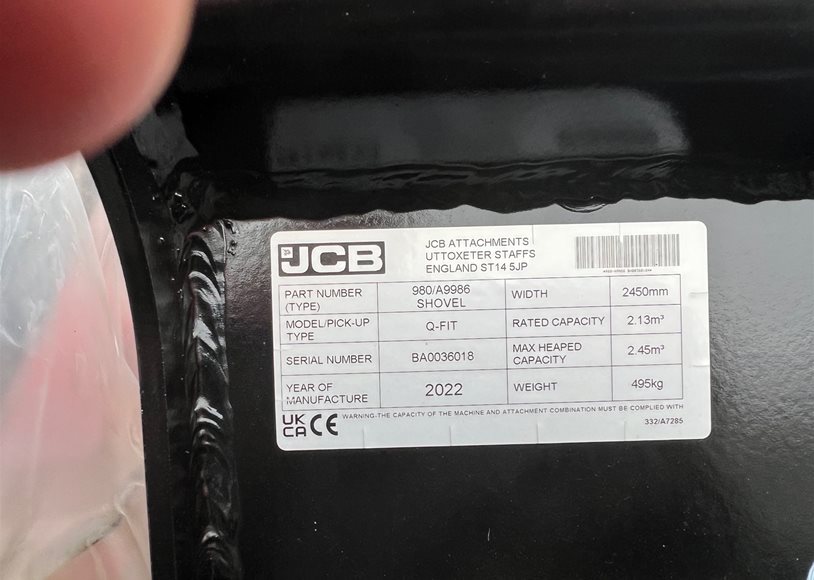 JCB
JCB ATTACHMENTS
UTTOXETER STAFFS
ENGLAND ST14 5JP
PART NUMBER (TYPE) 980/A9986 SHOVEL WIDTH 2450mm
MODEL/PICK-UP TYPE Q-FIT RATED CAPACITY 2.13m³
SERIAL NUMBER BA0036018 MAX HEAPED CAPACITY 2.45m³
YEAR OF MANUFACTURE 2022 WEIGHT 495kg
UK CA CE WARNING-THE CAPACITY OF THE MACHINE AND ATTACHMENT COMBINATION MUST BE COMPLIED WITH
332/A7285